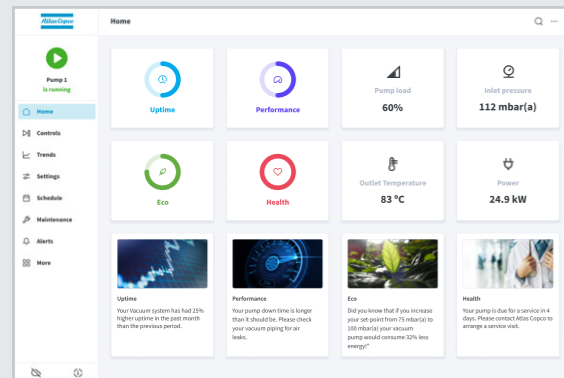 Atlas Copco
Home
Pump 1
is running
Home
Controls
Trends
Settings
Schedule
Maintenance
Alerts
More
Uptime
Performance
Pump load
60%
Inlet pressure
112 mbar(a)
Eco
Health
Outlet Temperature
83 °C
Power
24.9 kW
Uptime
Your Vacuum system has had 25%
higher uptime in the past month
than the previous period.
Performance
Your pump down time is longer
than it should be. Please check
your vacuum piping for air
leaks.
Eco
Did you know that if you increase
your set-point from 75 mbar(a) to
100 mbar(a) your vacuum
pump would consume 32% less
energy!"
Health
Your pump is due for a service in 4
days. Please contact Atlas Copco to
arrange a service visit.